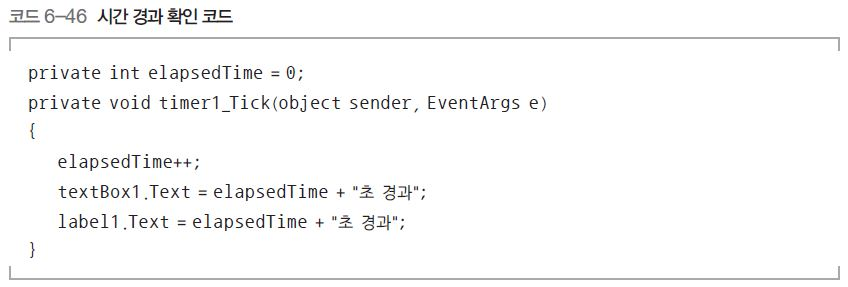 코드 6-46 시간 경과 확인 코드
private int elapsedTime = 0;
private void timer1_Tick(object sender, EventArgs e)
{
elapsedTime++;
textBox1.Text = elapsedTime + "초 경과";
label1.Text = elapsedTime + "초 경과";
}